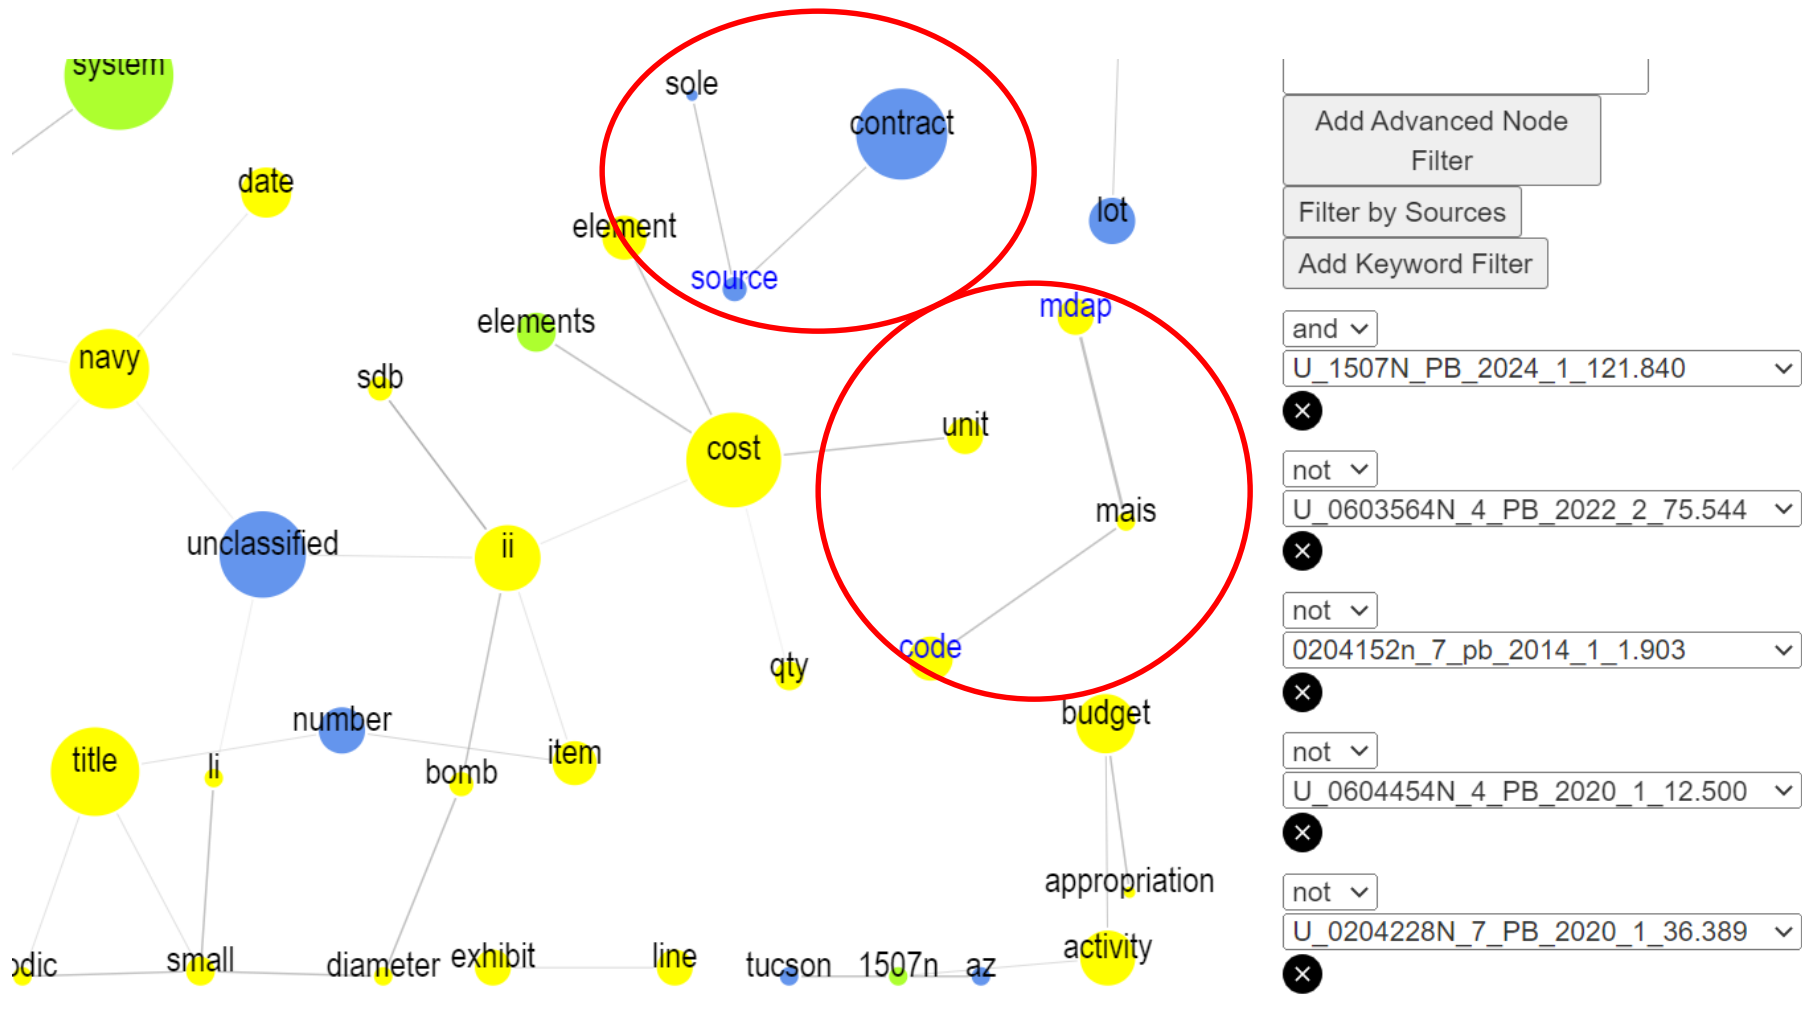 system
sole
contract
date
element
lot
source
elements
mdap
navy
sdb
unit
cost
mais
unclassified
ii
code
qty
number
budget
title
li
bomb
item
appropriation
small
diameter
exhibit
line
tucson
1507n
az
activity
Add Advanced Node
Filter
Filter by Sources
Add Keyword Filter
and
U_1507N_PB_2024_1_121.840
not
U_0603564N_4_PB_2022_2_75.544
not
0204152n_7_pb_2014_1_1.903
not
U_0604454N_4_PB_2020_1_12.500
not
U_0204228N_7_PB_2020_1_36.389